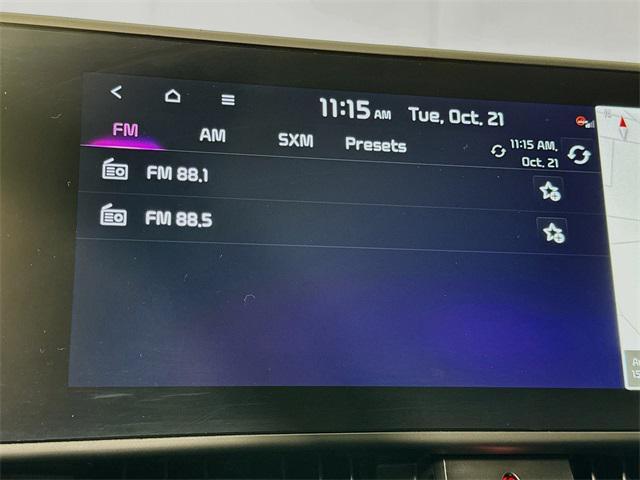 11:15 AM Tue, Oct. 21
FM AM SXM Presets
11:15 AM,
Oct. 21
FM 88.1
FM 88.5